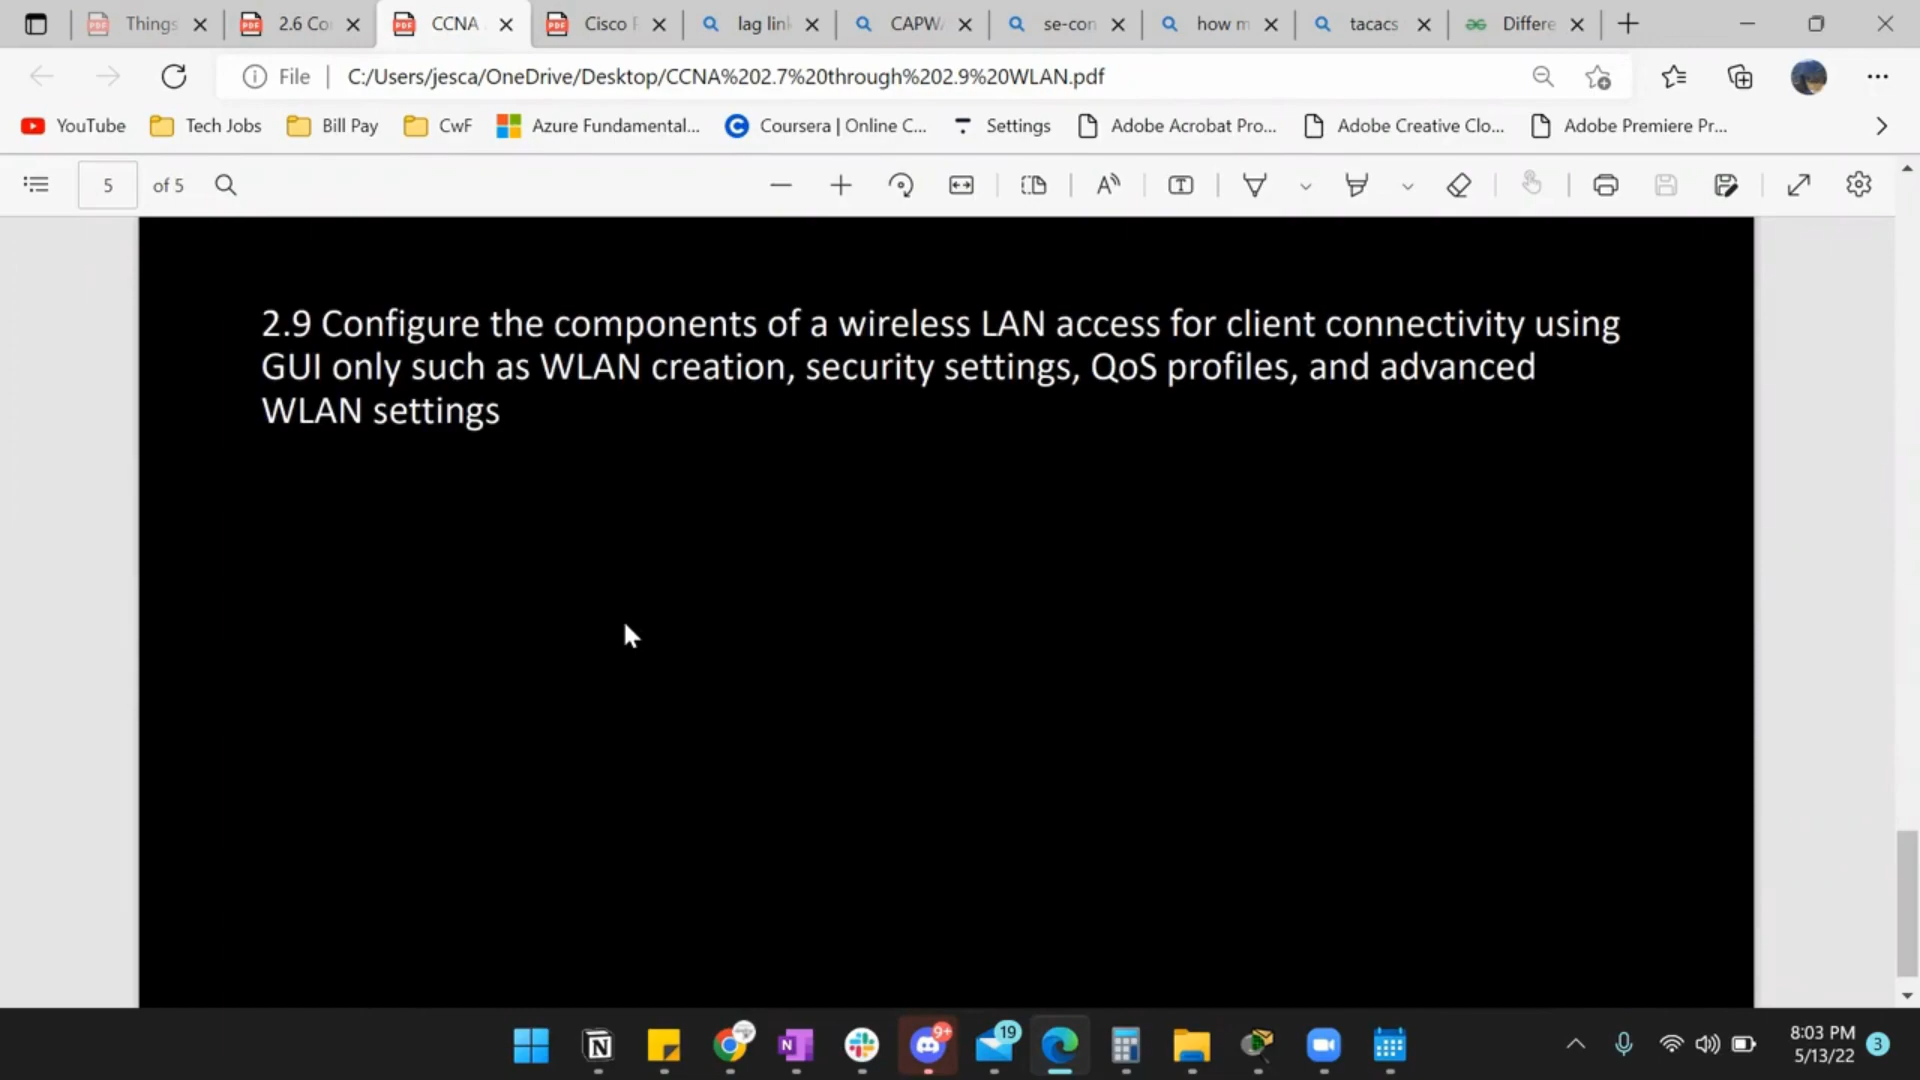 Things
2.6 Co
CCNA
Cisco F
lag lin
CAPW
se-con
how m
tacacs
Differe
File
C:/Users/jesca/OneDrive/Desktop/CCNA%202.7%20through%202.9%20WLAN.pdf
YouTube
Tech Jobs
Bill Pay
CwF
Azure Fundamental...
Coursera | Online C...
Settings
Adobe Acrobat Pro...
Adobe Creative Clo...
Adobe Premiere Pr...
5 of 5
2.9 Configure the components of a wireless LAN access for client connectivity using
GUI only such as WLAN creation, security settings, QoS profiles, and advanced
WLAN settings
9+
19
8:03 PM
5/13/22
3